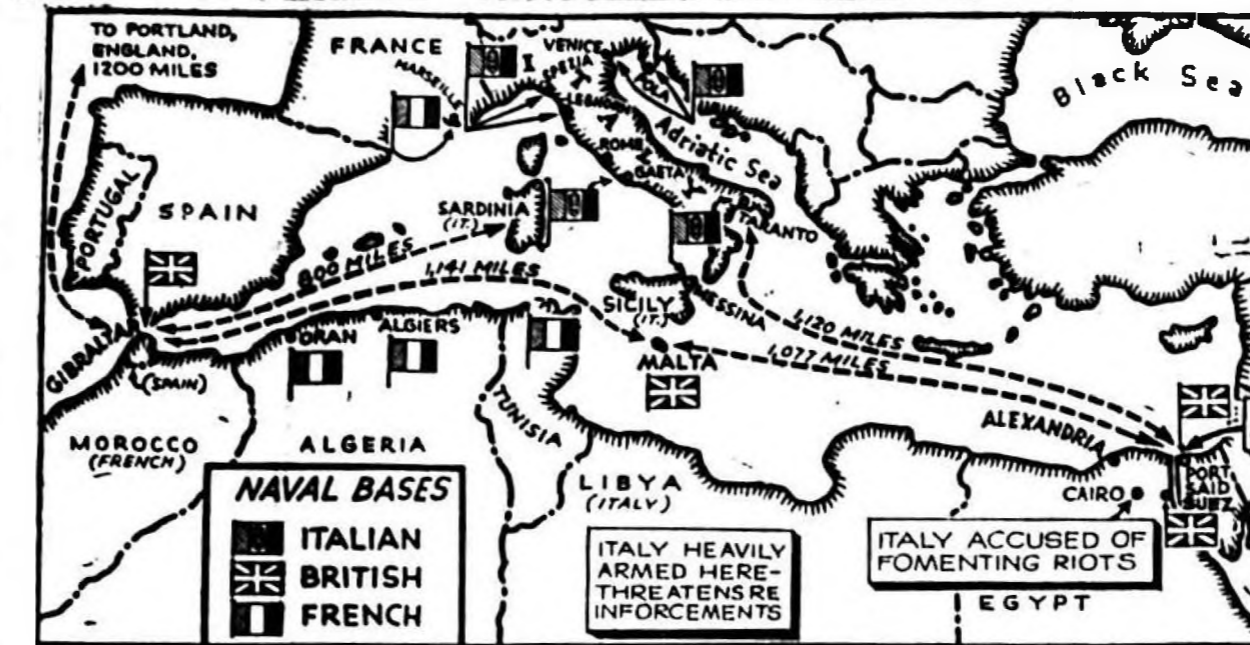 TO PORTLAND,
ENGLAND,
1200 MILES
FRANCE
MARSEILLE
VENICE
SPEZIA
LEGHORN
POLA
ROME
GAETA
Adriatic Sea
Black Sea
PORTUGAL
SPAIN
SARDINIA
(IT.)
TARANTO
800 MILES
1,141 MILES
SICILY
(IT.)
MESSINA
1,120 MILES
1,077 MILES
MALTA
GIBRALTA
(SPAIN)
ORAN
ALGIERS
TUNISIA
ALEXANDRIA
MOROCCO
(FRENCH)
ALGERIA
LIBYA
(ITALY)
CAIRO
PORT
SAID
SUEZ
NAVAL BASES
ITALIAN
BRITISH
FRENCH
ITALY HEAVILY
ARMED HERE-
THREATENS RE
INFORCEMENTS
ITALY ACCUSED OF
FOMENTING RIOTS
EGYPT